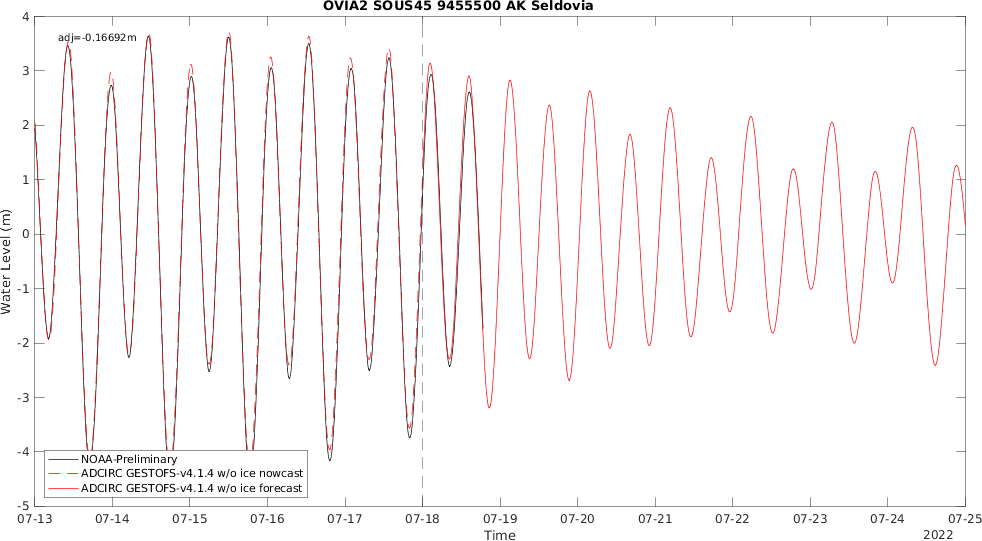 OVIA2 SOUS45 9455500 AK Seldovia
adj=-0.16692m
4
3
2
1
0
-1
-2
-3
-4
-5
Water Level (m)
NOAA-Preliminary
ADCIRC GESTOFS-v4.1.4 w/o ice nowcast
ADCIRC GESTOFS-v4.1.4 w/o ice forecast
07-13 07-14 07-15 07-16 07-17 07-18 07-19 07-20 07-21 07-22 07-23 07-24 07-25
Time
2022